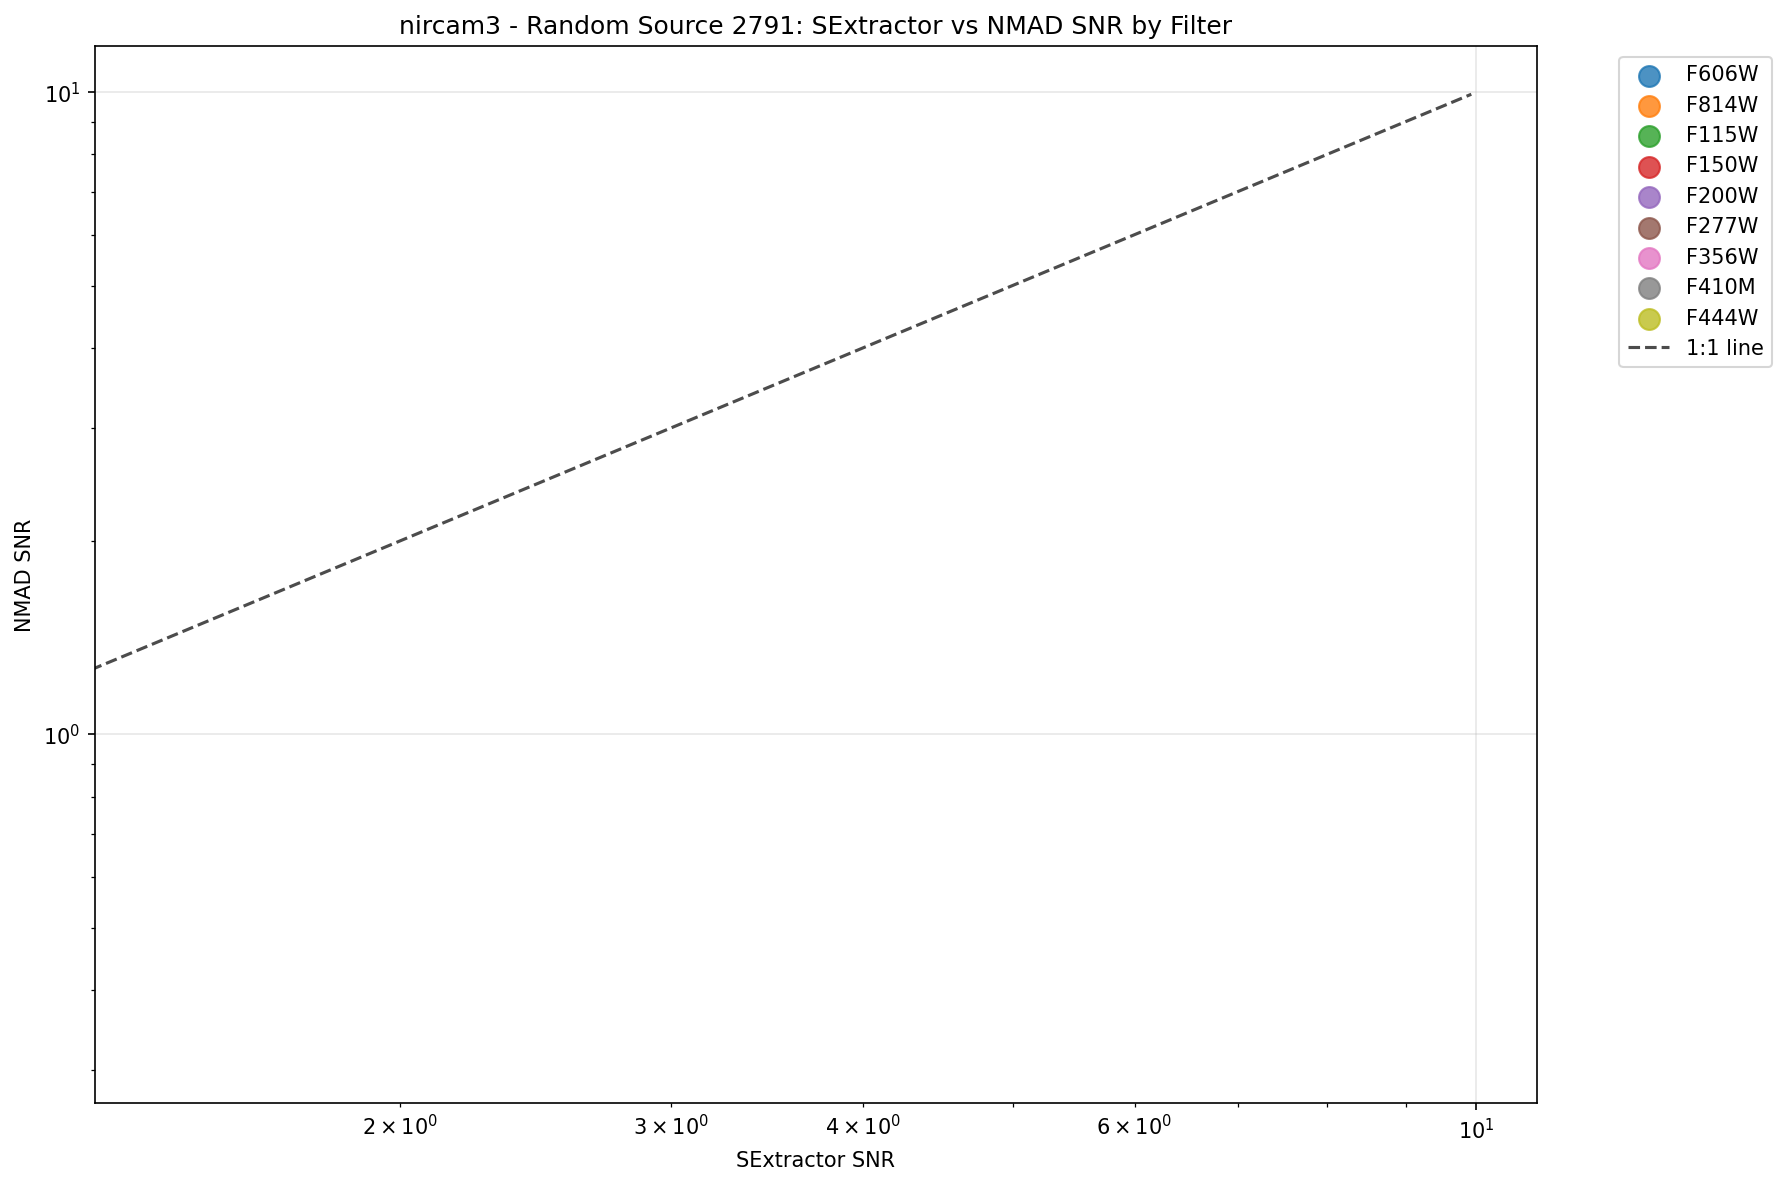 nircam3 - Random Source 2791: SExtractor vs NMAD SNR by Filter
F606W
F814W
F115W
F150W
F200W
F277W
F356W
F410M
F444W
1:1 line
NMAD SNR
10¹
10⁰
2 × 10⁰
3 × 10⁰
4 × 10⁰
6 × 10⁰
10¹
SExtractor SNR